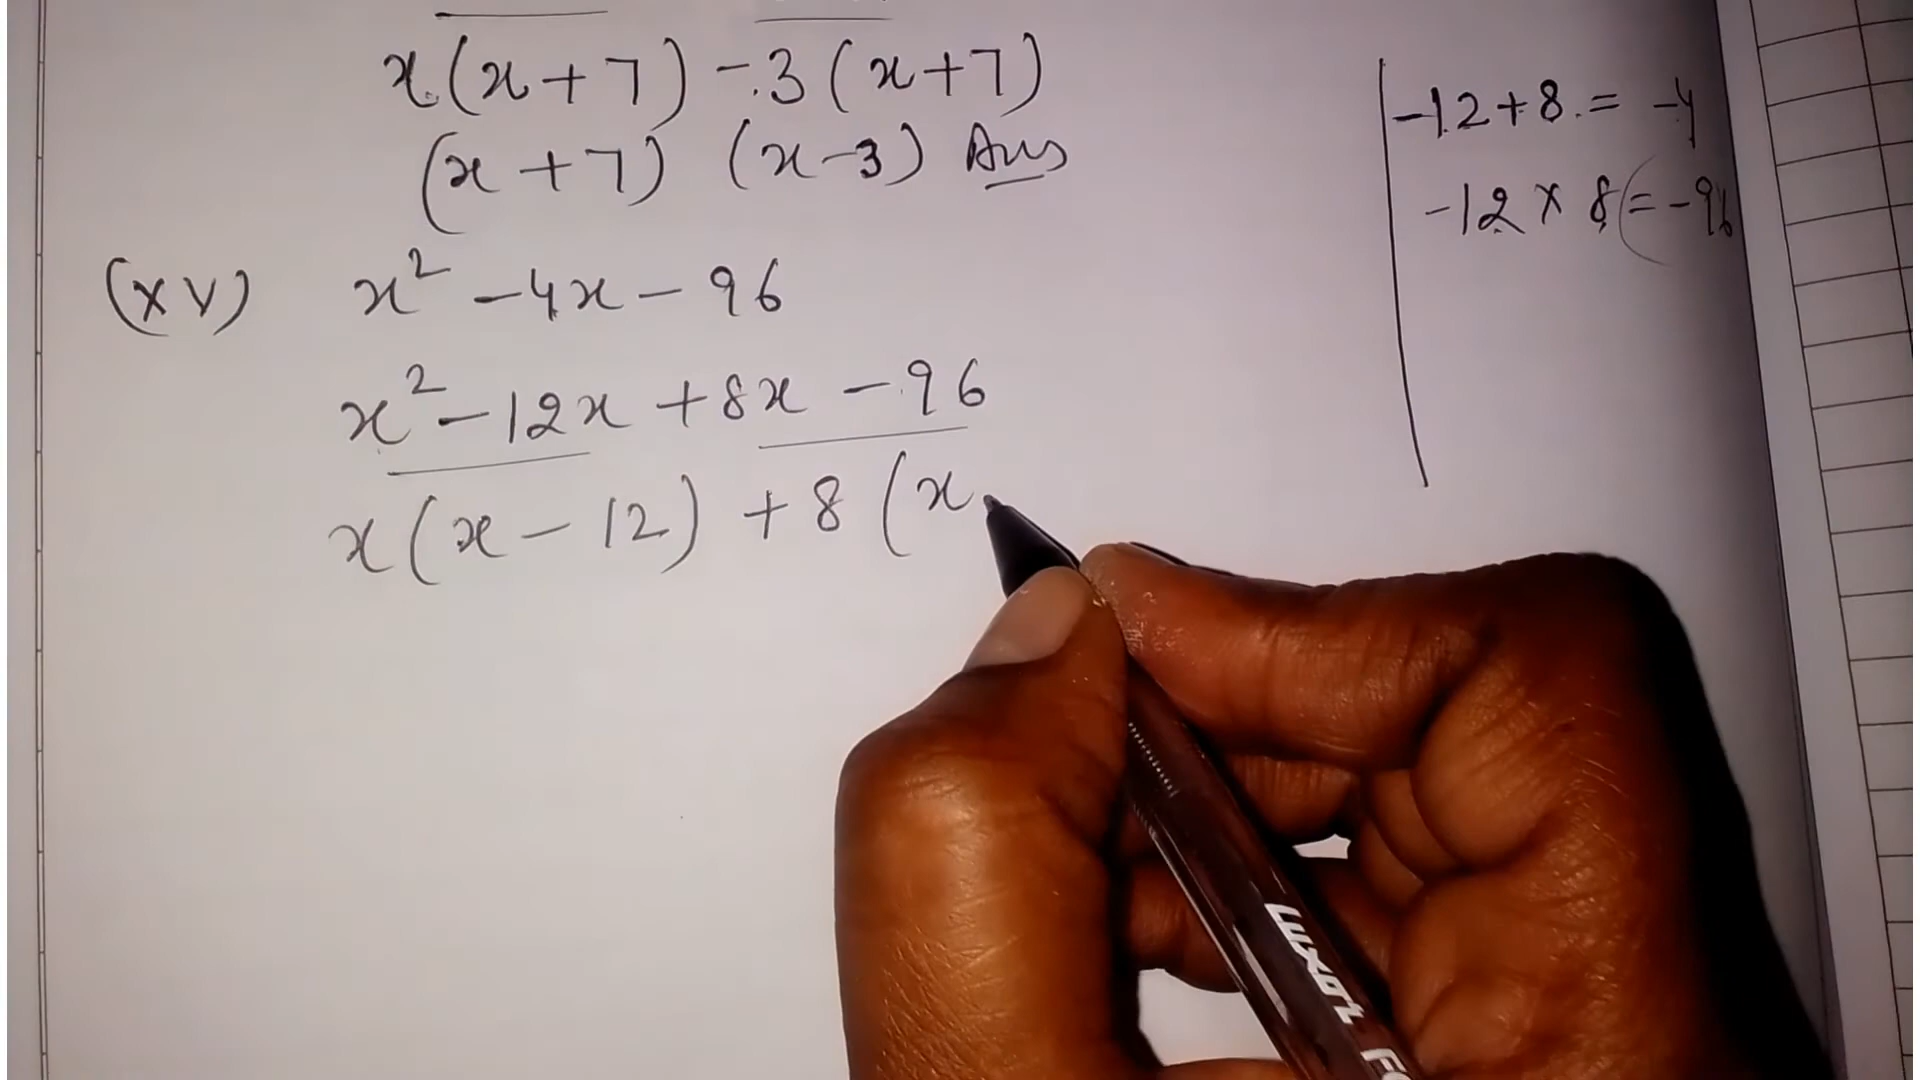 x(x+7) - 3(x+7)
(x+7) (x-3) Ans
(xv) x² - 4x - 96
x² - 12x + 8x - 96
x(x - 12) + 8(x
-12+8 = -4
-12 × 8 = -96
LEXGZ